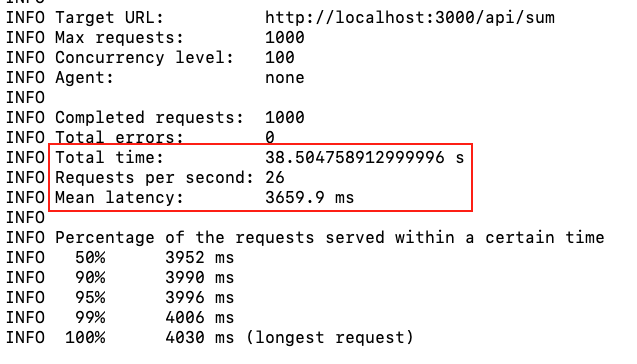 INFO
INFO Target URL: http://localhost:3000/api/sum
INFO Max requests: 1000
INFO Concurrency level: 100
INFO Agent: none
INFO
INFO Completed requests: 1000
INFO Total errors: 0
INFO Total time: 38.504758912999996 s
INFO Requests per second: 26
INFO Mean latency: 3659.9 ms
INFO
INFO Percentage of the requests served within a certain time
INFO 50% 3952 ms
INFO 90% 3990 ms
INFO 95% 3996 ms
INFO 99% 4006 ms
INFO 100% 4030 ms (longest request)